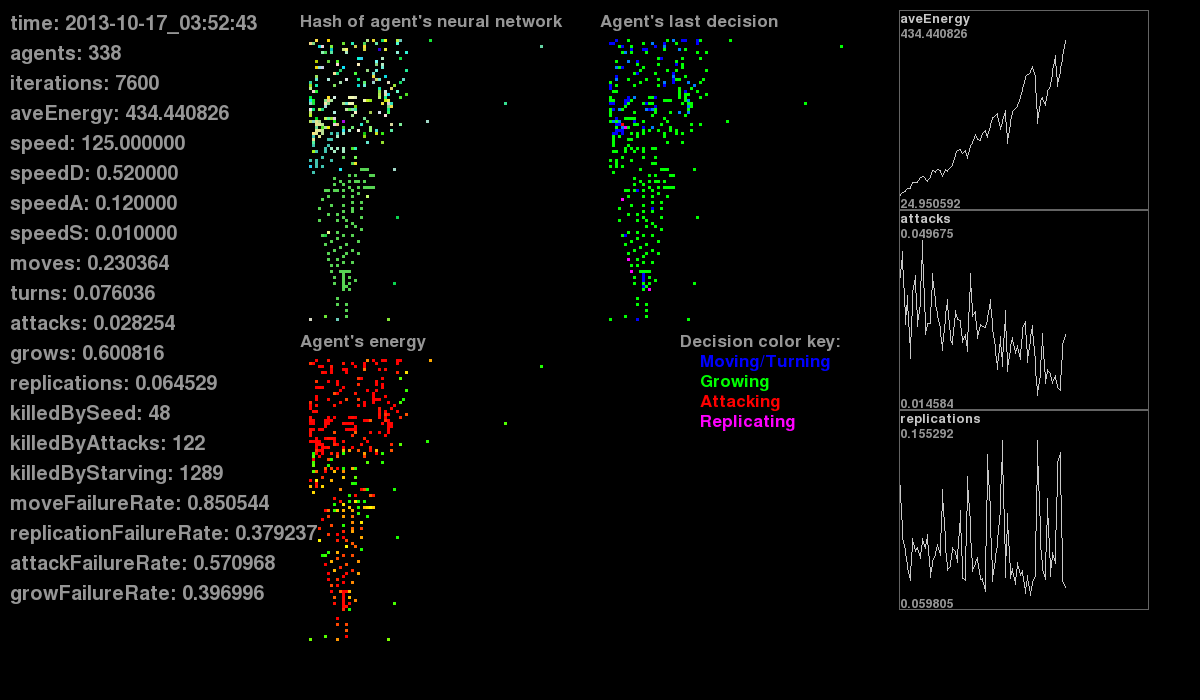 time: 2013-10-17_03:52:43
agents: 338
iterations: 7600
aveEnergy: 434.440826
speed: 125.000000
speedD: 0.520000
speedA: 0.120000
speedS: 0.010000
moves: 0.230364
turns: 0.076036
attacks: 0.028254
grows: 0.600816
replications: 0.064529
killedBySeed: 48
killedByAttacks: 122
killedByStarving: 1289
moveFailureRate: 0.850544
replicationFailureRate: 0.379237
attackFailureRate: 0.570968
growFailureRate: 0.396996
Hash of agent's neural network
Agent's last decision
Agent's energy
Decision color key:
Moving/Turning
Growing
Attacking
Replicating
aveEnergy
434.440826
24.950592
attacks
0.049675
0.014584
replications
0.155292
0.059805